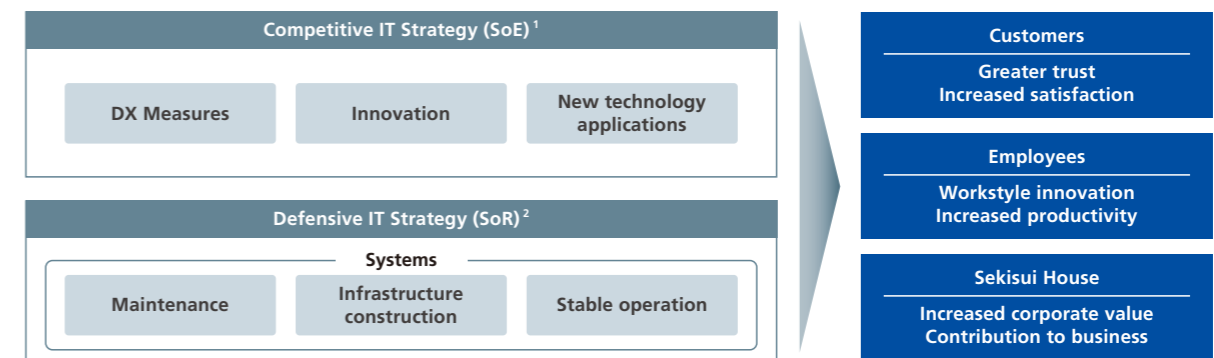 Competitive IT Strategy (SoE) 1
DX Measures
Innovation
New technology
applications
Defensive IT Strategy (SoR) 2
Systems
Maintenance
Infrastructure
construction
Stable operation
Customers
Greater trust
Increased satisfaction
Employees
Workstyle innovation
Increased productivity
Sekisui House
Increased corporate value
Contribution to business